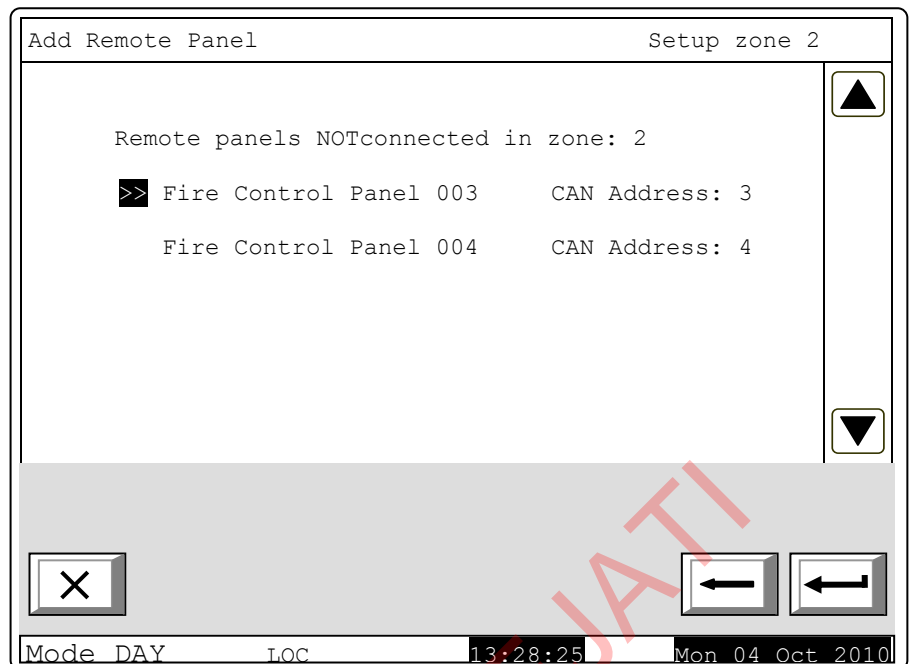 Add Remote Panel Setup zone 2
Remote panels NOTconnected in zone: 2
>> Fire Control Panel 003 CAN Address: 3
Fire Control Panel 004 CAN Address: 4
JATI
Mode DAY LOC 13:28:25 Mon 04 Oct 2010